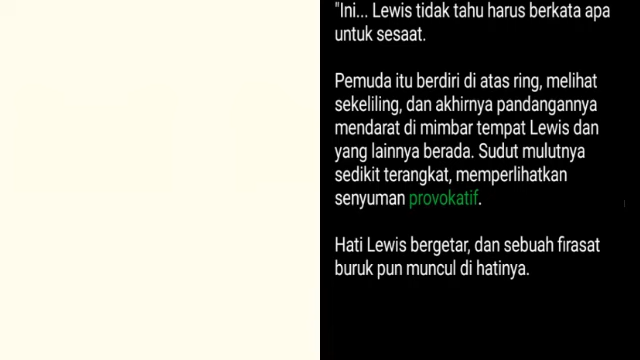 "Ini... Lewis tidak tahu harus berkata apa
untuk sesaat.
Pemuda itu berdiri di atas ring, melihat
sekeliling, dan akhirnya pandangannya
mendarat di mimbar tempat Lewis dan
yang lainnya berada. Sudut mulutnya
sedikit terangkat, memperlihatkan
senyuman provokatif.
Hati Lewis bergetar, dan sebuah firasat
buruk pun muncul di hatinya.